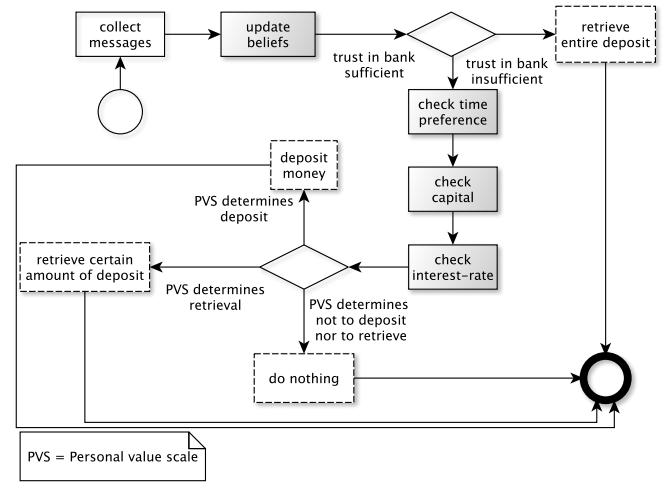 collect
messages
update
beliefs
retrieve
entire deposit
trust in bank
sufficient
trust in bank
insufficient
check time
preference
deposit
money
check
capital
PVS determines
deposit
retrieve certain
amount of deposit
check
interest-rate
PVS determines
retrieval
PVS determines
not to deposit
nor to retrieve
do nothing
PVS = Personal value scale